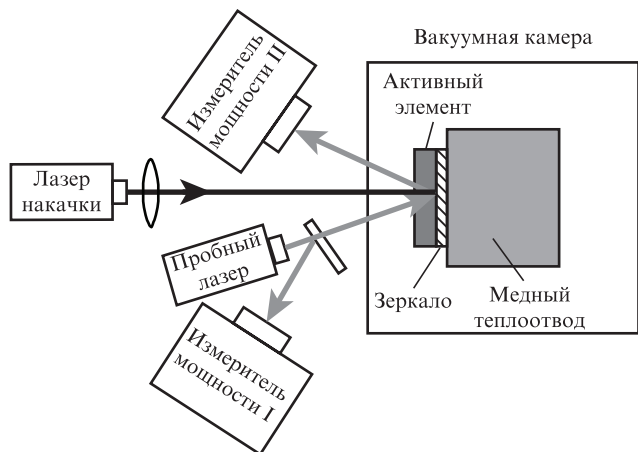 Вакуумная камера
Измеритель
мощности II
Активный
элемент
Лазер
накачки
Пробный
лазер
Зеркало
Медный
теплоотвод
Измеритель
мощности I